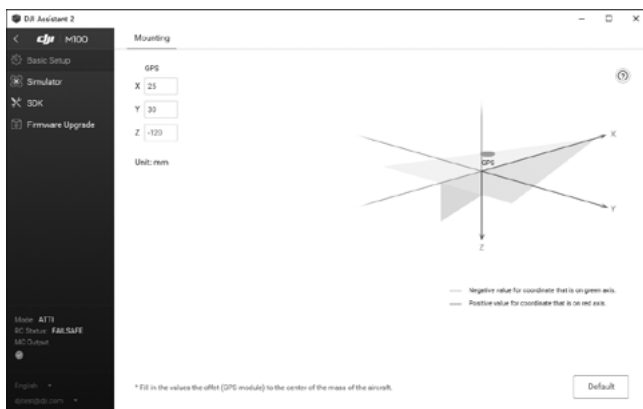 DJI Assistant 2
dji M100
Mounting
Basic Setup
Simulator
SDK
Firmware Upgrade
GPS
X 25
Y 30
Z -120
Unit: mm
GPS
X
Y
Z
Negative value for coordinate that is on green axis.
Positive value for coordinate that is on red axis.
Mode: ATTI
RC Status: FAILSAFE
MC Output
English
* Fill in the values the offet (GPS module) to the center of the mass of the aircraft.
Default